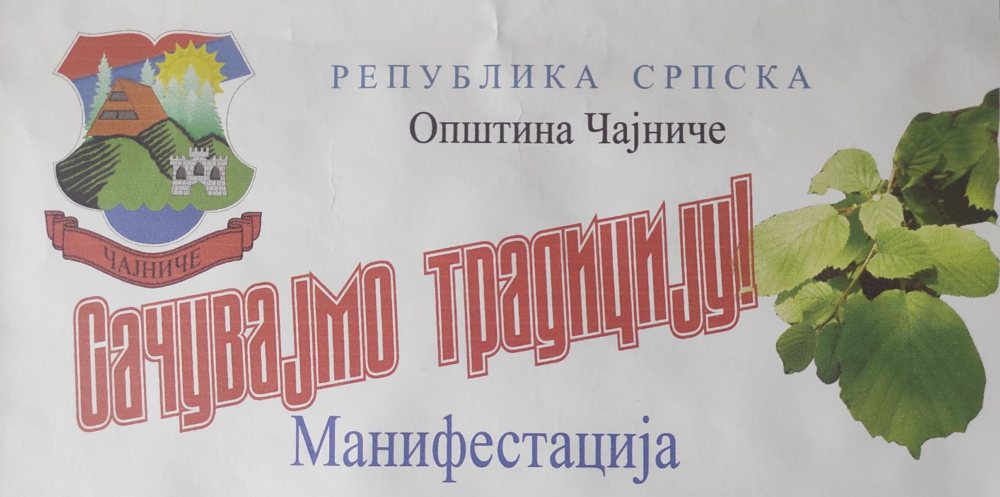 РЕПУБЛИКА СРПСКА
Општина Чајниче
ЧАЈНИЧЕ
Сачувајмо традицију!
Манифестација